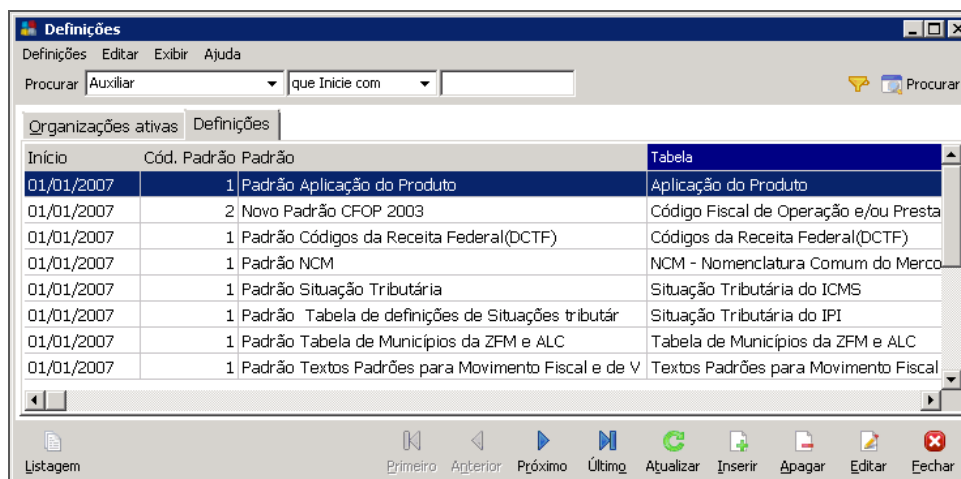 Definições
Definições Editar Exibir Ajuda
Procurar Auxiliar que Inicie com Procurar
Organizações ativas Definições
Início Cód. Padrão Padrão Tabela
01/01/2007 1 Padrão Aplicação do Produto Aplicação do Produto
01/01/2007 2 Novo Padrão CFOP 2003 Código Fiscal de Operação e/ou Presta
01/01/2007 1 Padrão Códigos da Receita Federal(DCTF) Códigos da Receita Federal(DCTF)
01/01/2007 1 Padrão NCM NCM - Nomenclatura Comum do Merco
01/01/2007 1 Padrão Situação Tributária Situação Tributária do ICMS
01/01/2007 1 Padrão Tabela de definições de Situações tributár Situação Tributária do IPI
01/01/2007 1 Padrão Tabela de Municípios da ZFM e ALC Tabela de Municípios da ZFM e ALC
01/01/2007 1 Padrão Textos Padrões para Movimento Fiscal e de V Textos Padrões para Movimento Fiscal
Listagem Primeiro Anterior Próximo Último Atualizar Inserir Apagar Editar Fechar